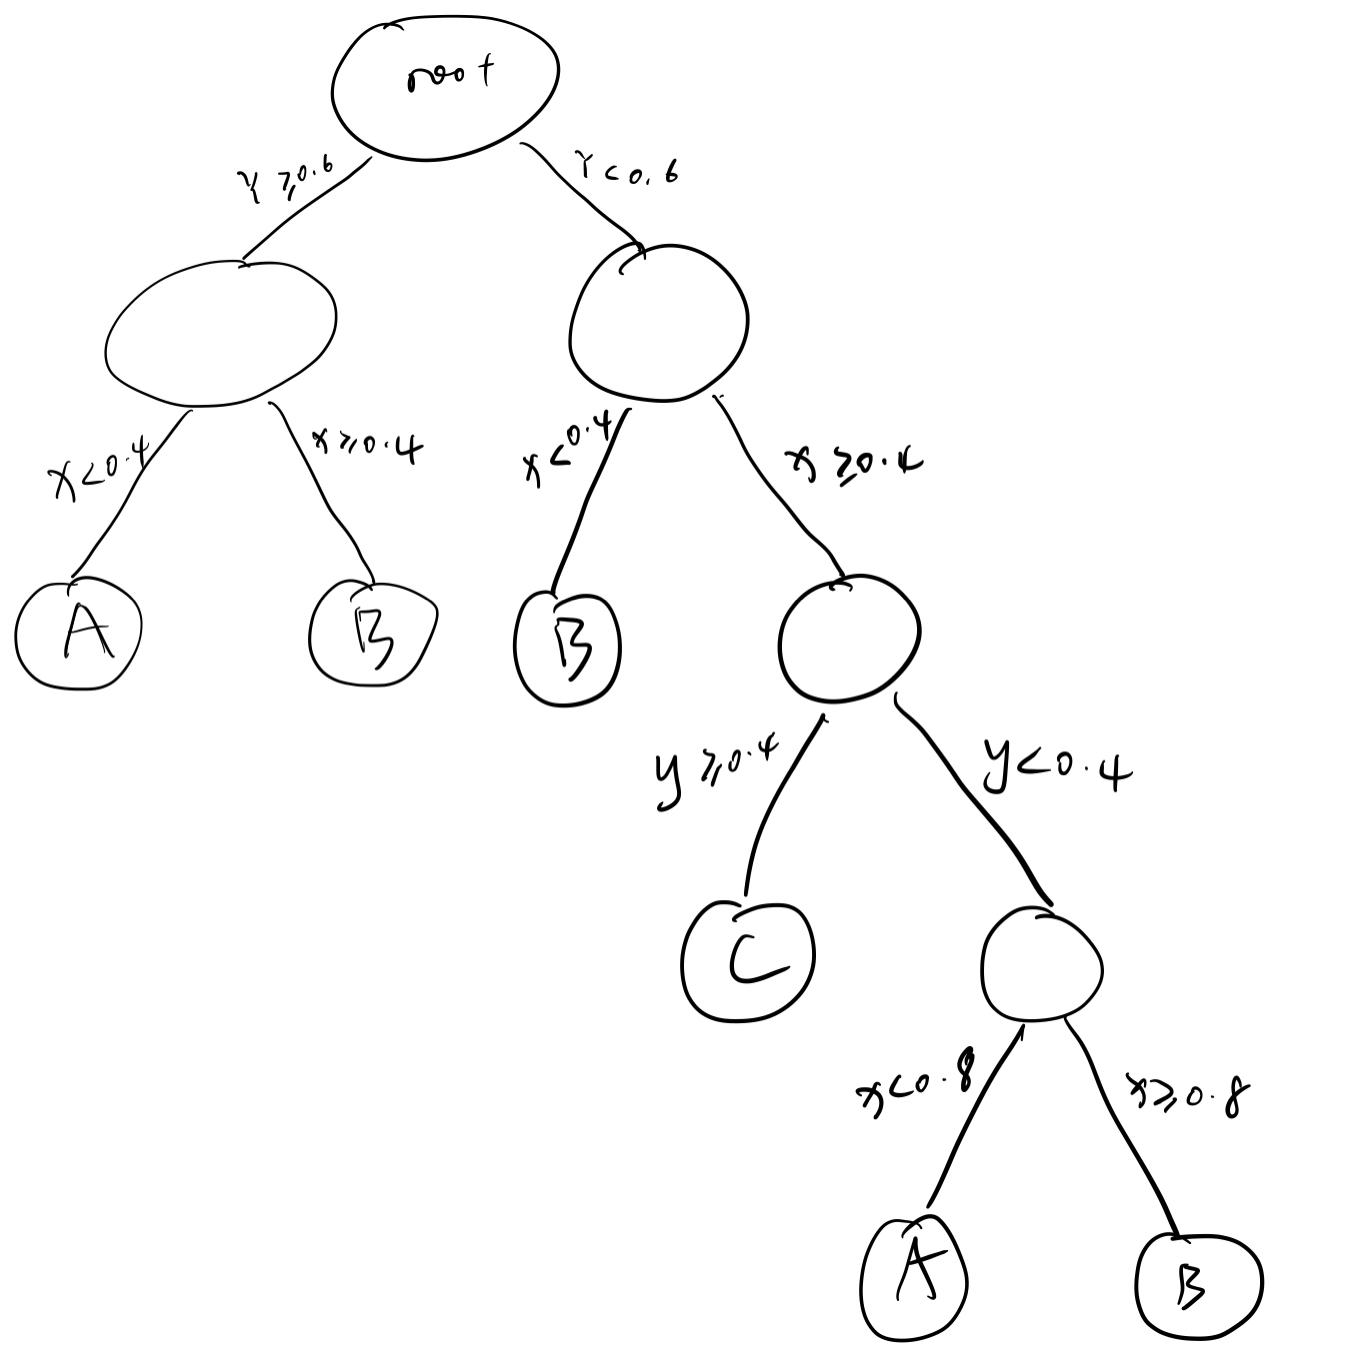 root
Y ≥ 0.6
Y < 0.6
x < 0.4
x ≥ 0.4
x < 0.4
x ≥ 0.4
A
B
B
y ≥ 0.4
y < 0.4
C
x < 0.8
x ≥ 0.8
A
B